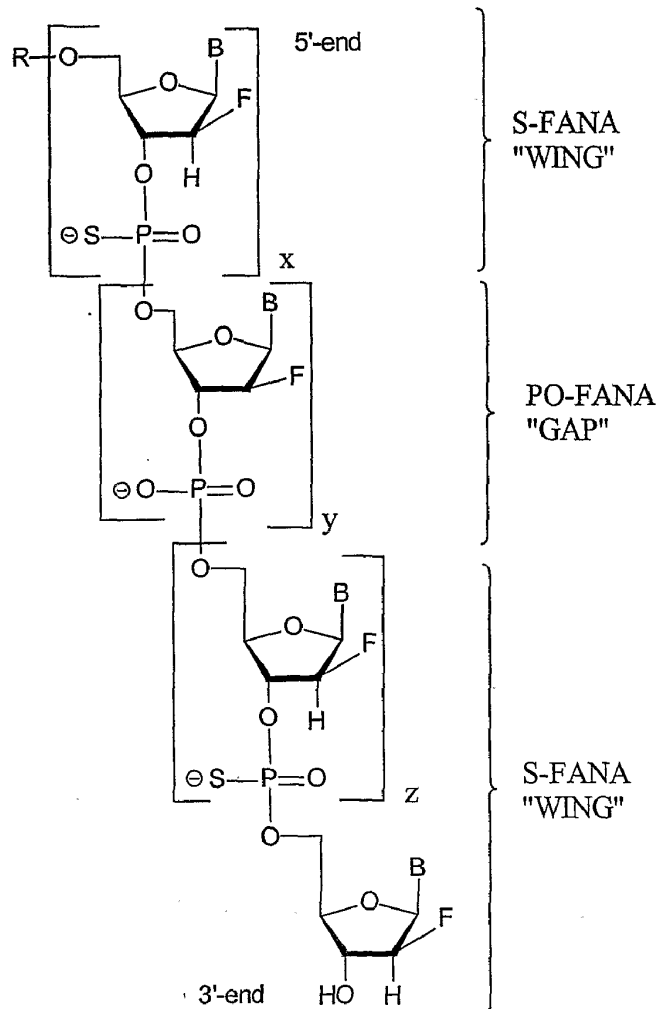 5'-end
B
R
O
O
F
S-FANA
"WING"
O
H
⊖S
P
O
x
O
B
O
F
PO-FANA
"GAP"
O
⊖O
P
O
y
O
B
O
F
O
H
⊖S
P
O
z
S-FANA
"WING"
O
B
O
F
3'-end
HO
H